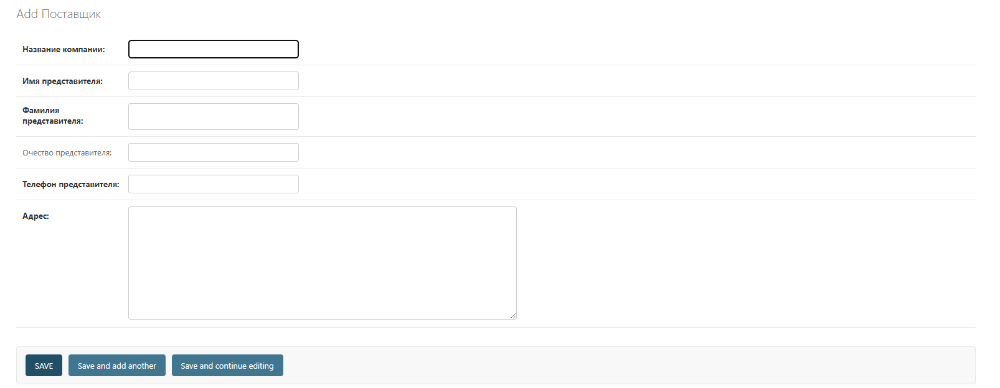 Add Поставщик
Название компании:
Имя представителя:
Фамилия
представителя:
Очество представителя:
Телефон представителя:
Адрес:
SAVE
Save and add another
Save and continue editing